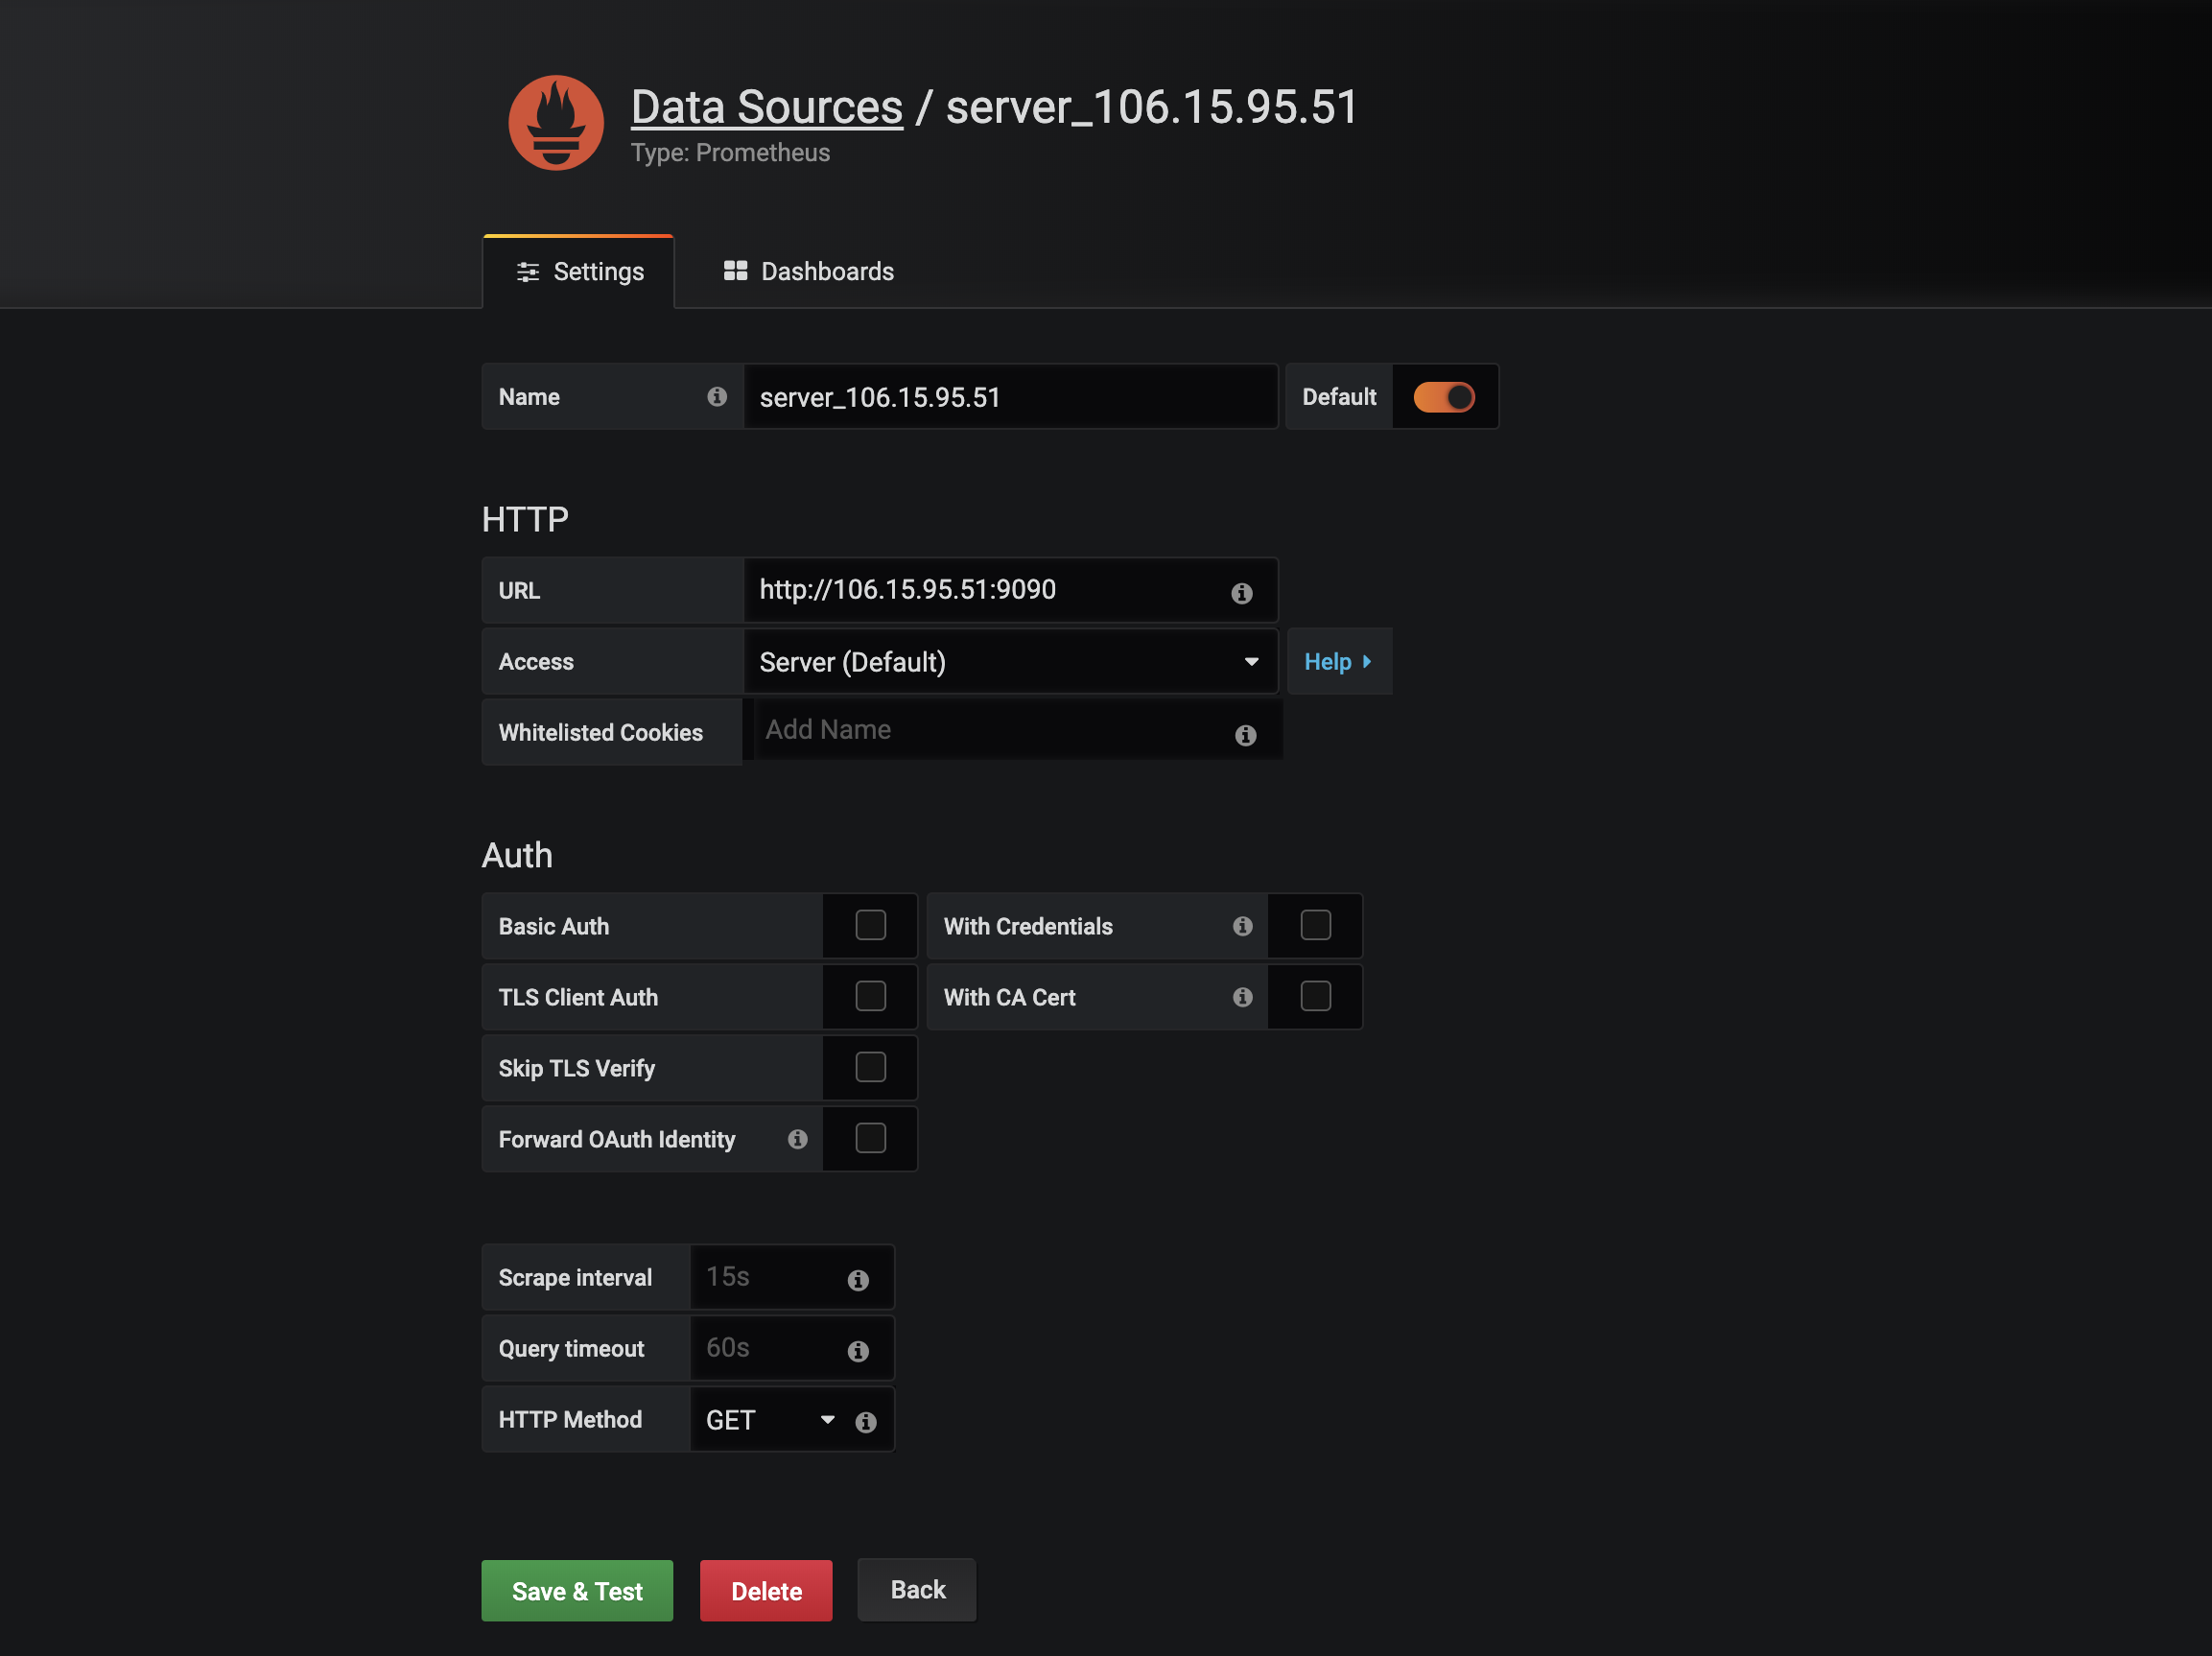 Data Sources / server_106.15.95.51
Type: Prometheus
Settings
Dashboards
Name
server_106.15.95.51
Default
HTTP
URL
http://106.15.95.51:9090
Access
Server (Default)
Help
Whitelisted Cookies
Add Name
Auth
Basic Auth
With Credentials
TLS Client Auth
With CA Cert
Skip TLS Verify
Forward OAuth Identity
Scrape interval
15s
Query timeout
60s
HTTP Method
GET
Save & Test
Delete
Back